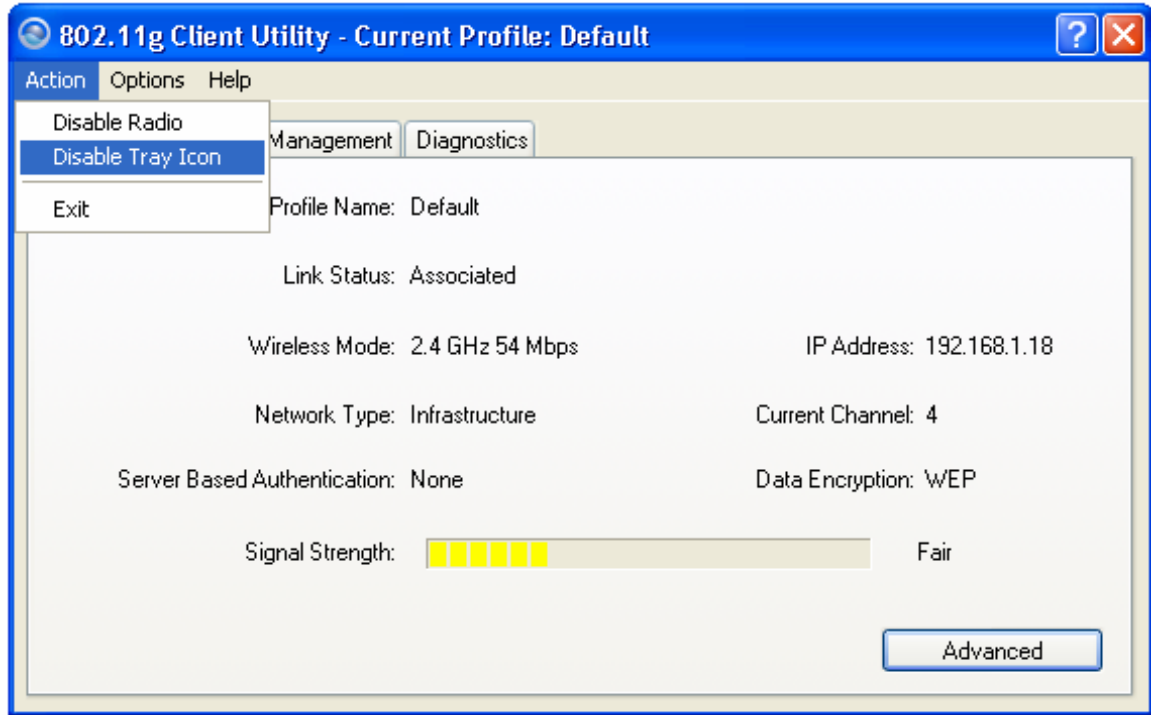 802.11g Client Utility - Current Profile: Default
Action Options Help
Disable Radio
Disable Tray Icon
Exit
Management Diagnostics
Profile Name: Default
Link Status: Associated
Wireless Mode: 2.4 GHz 54 Mbps IP Address: 192.168.1.18
Network Type: Infrastructure Current Channel: 4
Server Based Authentication: None Data Encryption: WEP
Signal Strength: Fair
Advanced